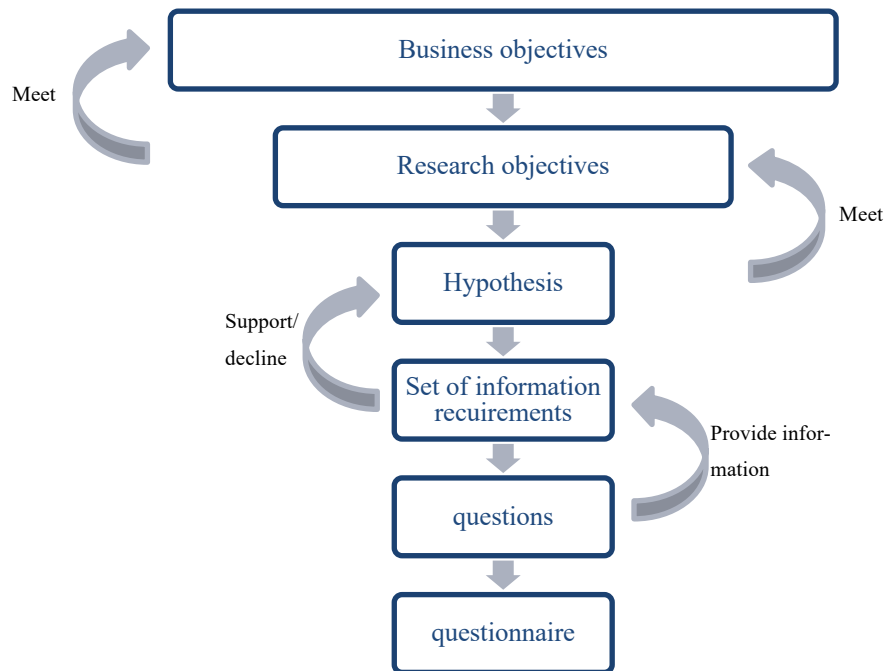 Business objectives
Meet
Research objectives
Meet
Hypothesis
Support/
decline
Set of information
recuirements
Provide infor-
mation
questions
questionnaire